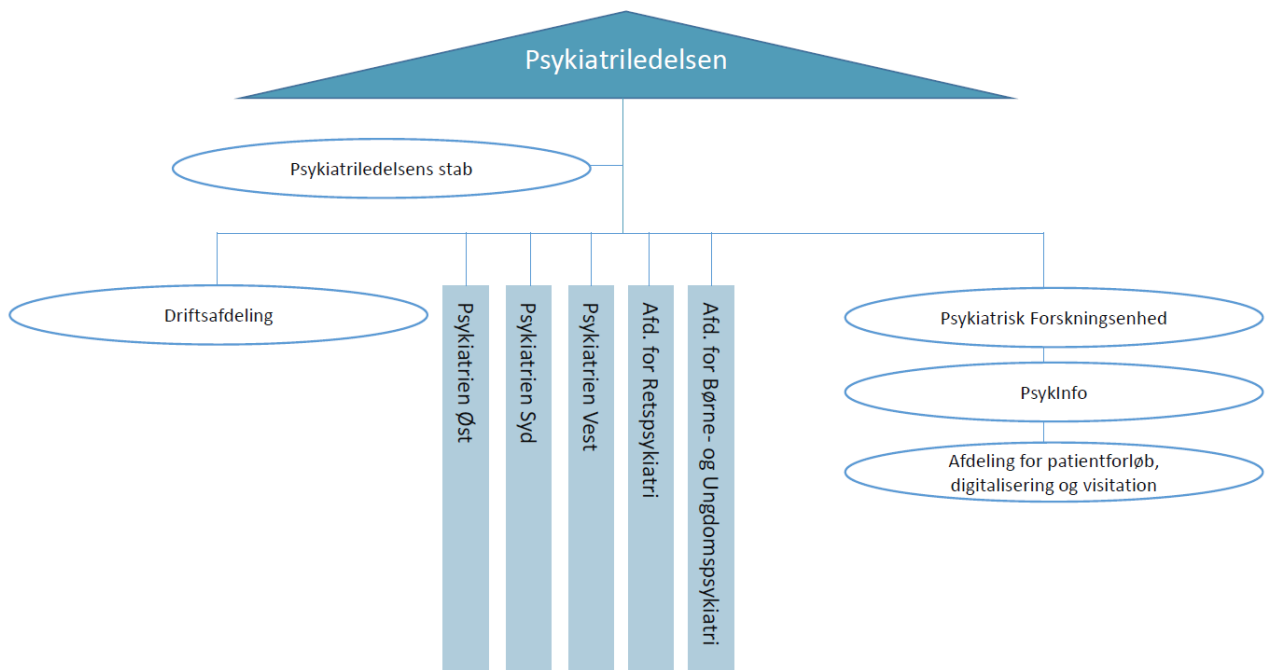 Psykiatriledelsen
Psykiatriledelsens stab
Driftsafdeling
Psykiatrien Øst
Psykiatrien Syd
Psykiatrien Vest
Afd. for Retspsykiatri
Afd. for Børne- og Ungdomspsykiatri
Psykiatrisk Forskningsenhed
PsykInfo
Afdeling for patientforløb,
digitalisering og visitation